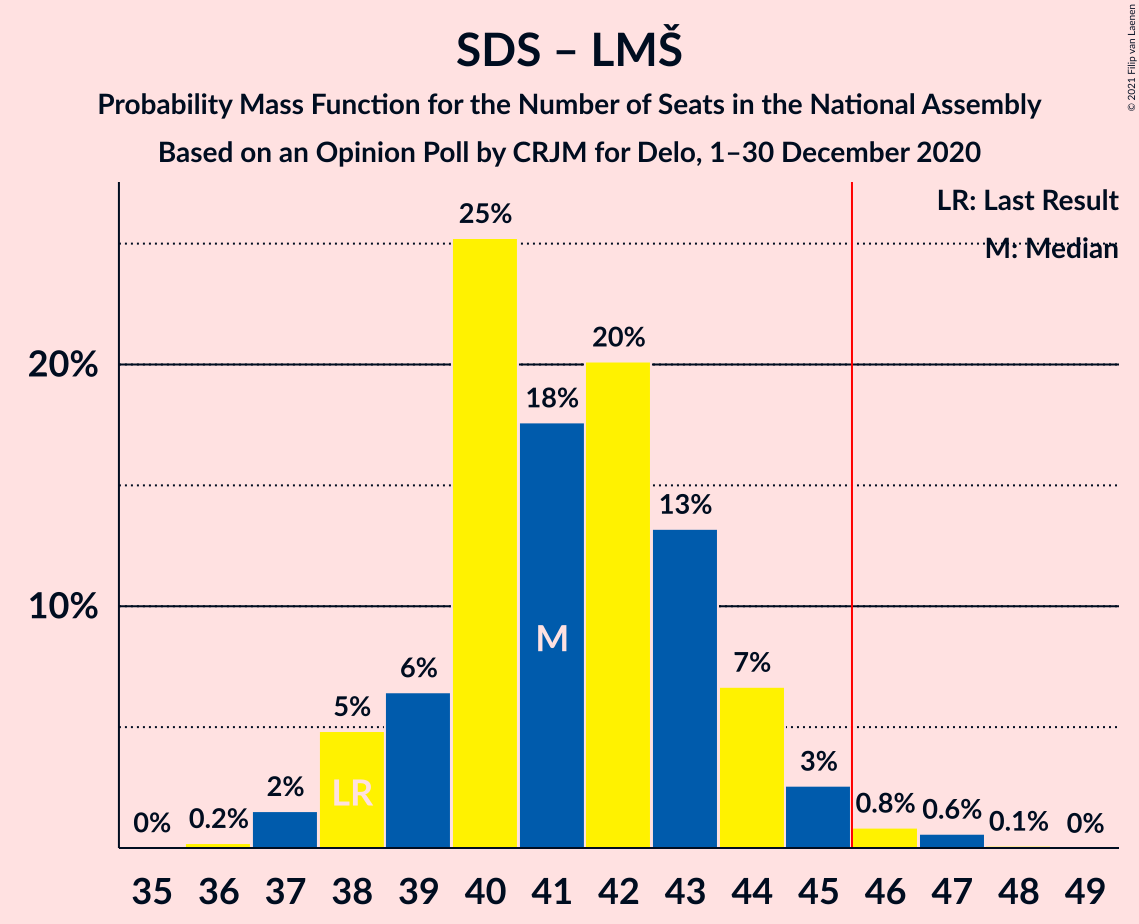 SDS – LMŠ
Probability Mass Function for the Number of Seats in the National Assembly
Based on an Opinion Poll by CRJM for Delo, 1–30 December 2020
© 2021 Filip van Laenen
LR: Last Result
M: Median
20%
10%
0%
0.2%
2%
5%
6%
25%
18%
20%
13%
7%
3%
0.8%
0.6%
0.1%
0%
LR
M
35 36 37 38 39 40 41 42 43 44 45 46 47 48 49